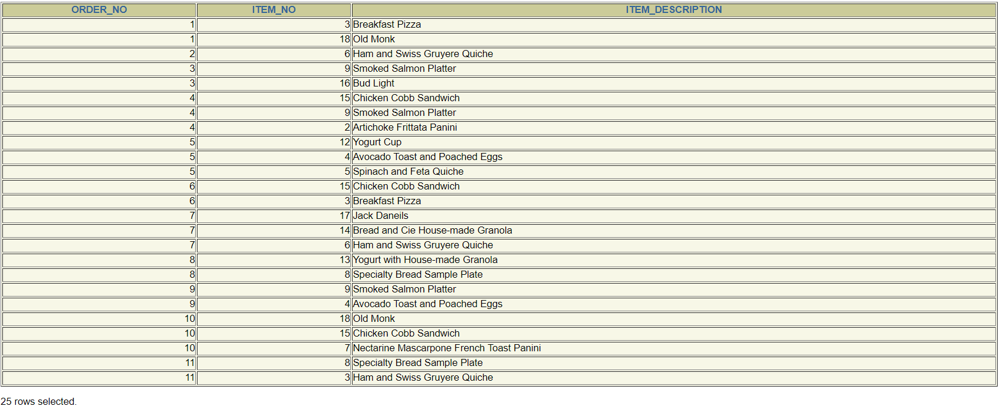 ORDER_NO ITEM_NO ITEM_DESCRIPTION
1 3 Breakfast Pizza
1 18 Old Monk
2 6 Ham and Swiss Gruyere Quiche
3 9 Smoked Salmon Platter
3 16 Bud Light
4 15 Chicken Cobb Sandwich
4 9 Smoked Salmon Platter
4 2 Artichoke Frittata Panini
5 12 Yogurt Cup
5 4 Avocado Toast and Poached Eggs
5 5 Spinach and Feta Quiche
6 15 Chicken Cobb Sandwich
6 3 Breakfast Pizza
7 17 Jack Daneils
7 14 Bread and Cie House-made Granola
7 6 Ham and Swiss Gruyere Quiche
8 13 Yogurt with House-made Granola
8 8 Specialty Bread Sample Plate
9 9 Smoked Salmon Platter
9 4 Avocado Toast and Poached Eggs
10 18 Old Monk
10 15 Chicken Cobb Sandwich
10 7 Nectarine Mascarpone French Toast Panini
11 8 Specialty Bread Sample Plate
11 3 Ham and Swiss Gruyere Quiche
25 rows selected.